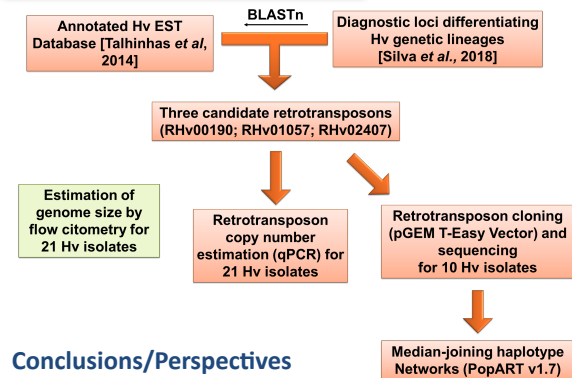 BLASTn
Annotated Hv EST
Database [Talhinhas et al,
2014]
Diagnostic loci differentiating
Hv genetic lineages
[Silva et al., 2018]
Three candidate retrotransposons
(RHv00190; RHv01057; RHv02407)
Estimation of
genome size by
flow citometry for
21 Hv isolates
Retrotransposon
copy number
estimation (qPCR) for
21 Hv isolates
Retrotransposon cloning
(pGEM T-Easy Vector) and
sequencing
for 10 Hv isolates
Median-joining haplotype
Networks (PopART v1.7)
Conclusions/Perspectives